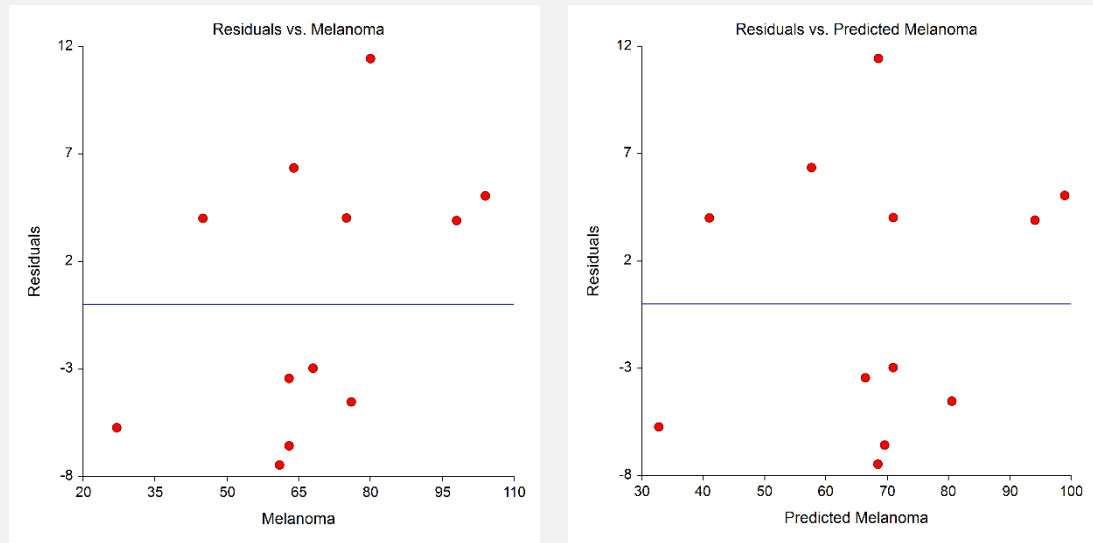 Residuals vs. Melanoma
12
7
2
-3
-8
Residuals
20 35 50 65 80 95 110
Melanoma
Residuals vs. Predicted Melanoma
12
7
2
-3
-8
Residuals
30 40 50 60 70 80 90 100
Predicted Melanoma